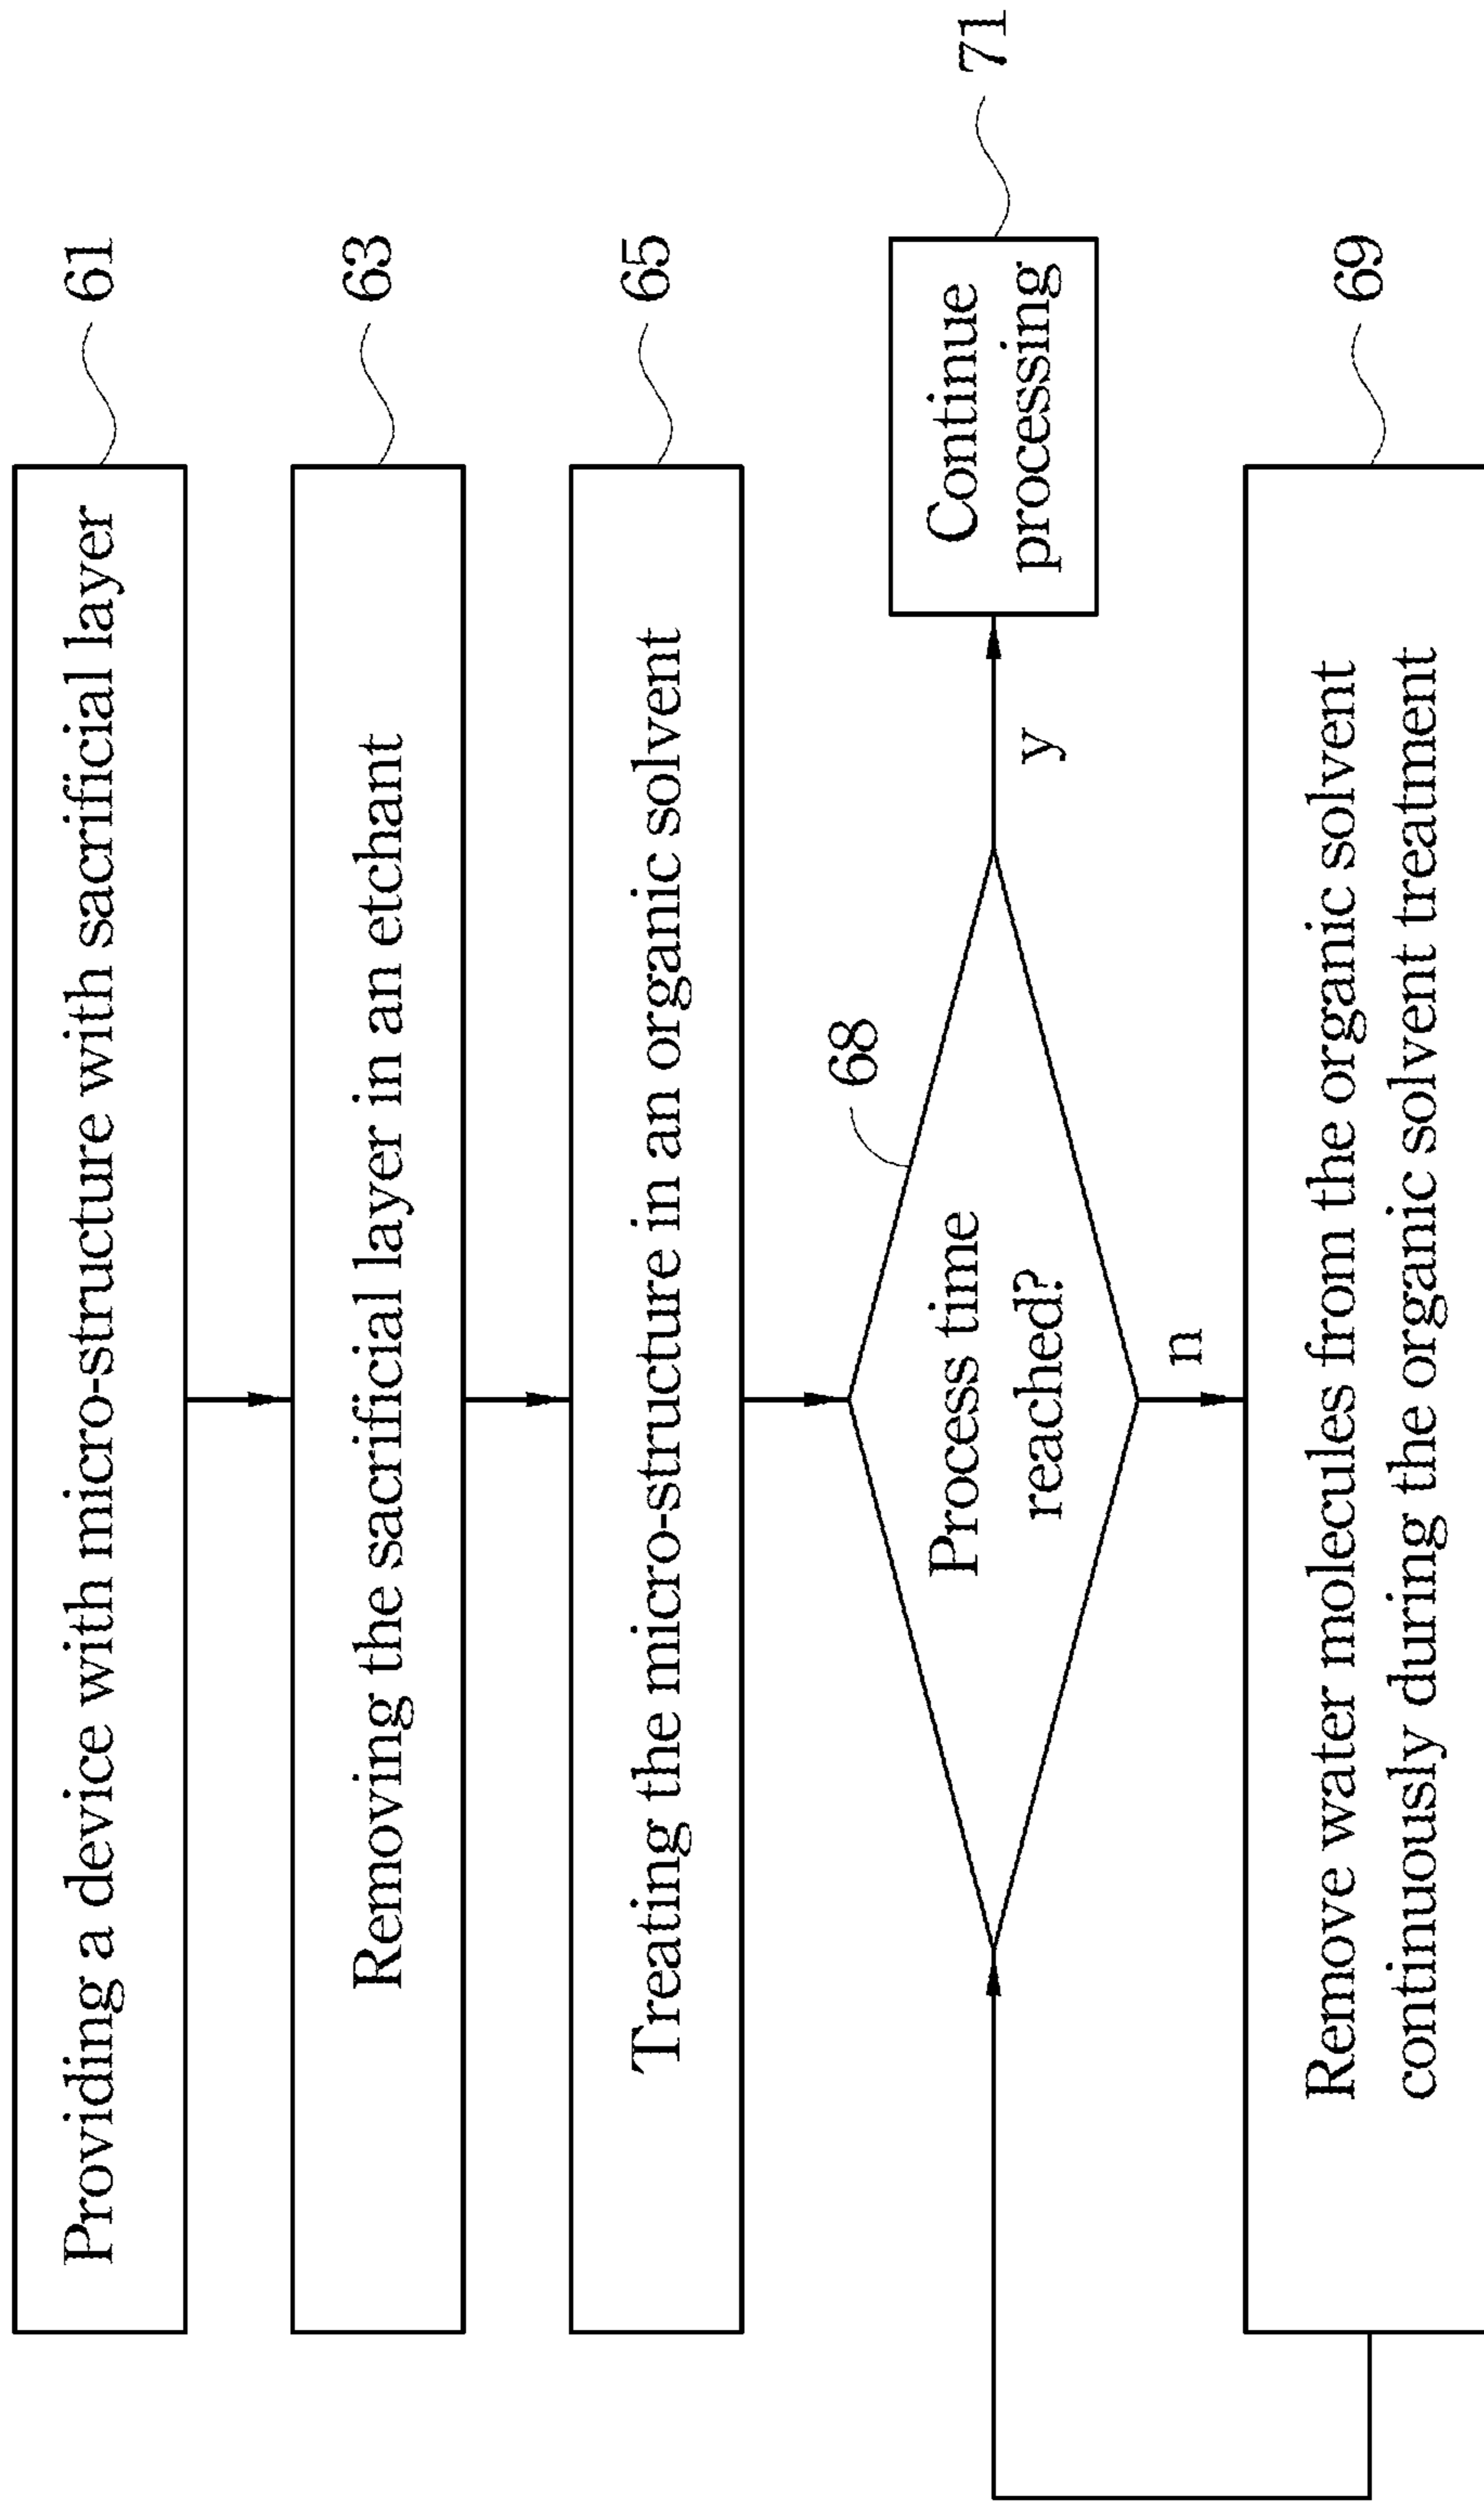 Providing a device with micro-structure with sacrificial layer
61
Removing the sacrificial layer in an etchant
63
Treating the micro-structure in an organic solvent
65
68
Process time
reached?
y
Continue
processing
71
n
Remove water molecules from the organic solvent
continuously during the organic solvent treatment
69